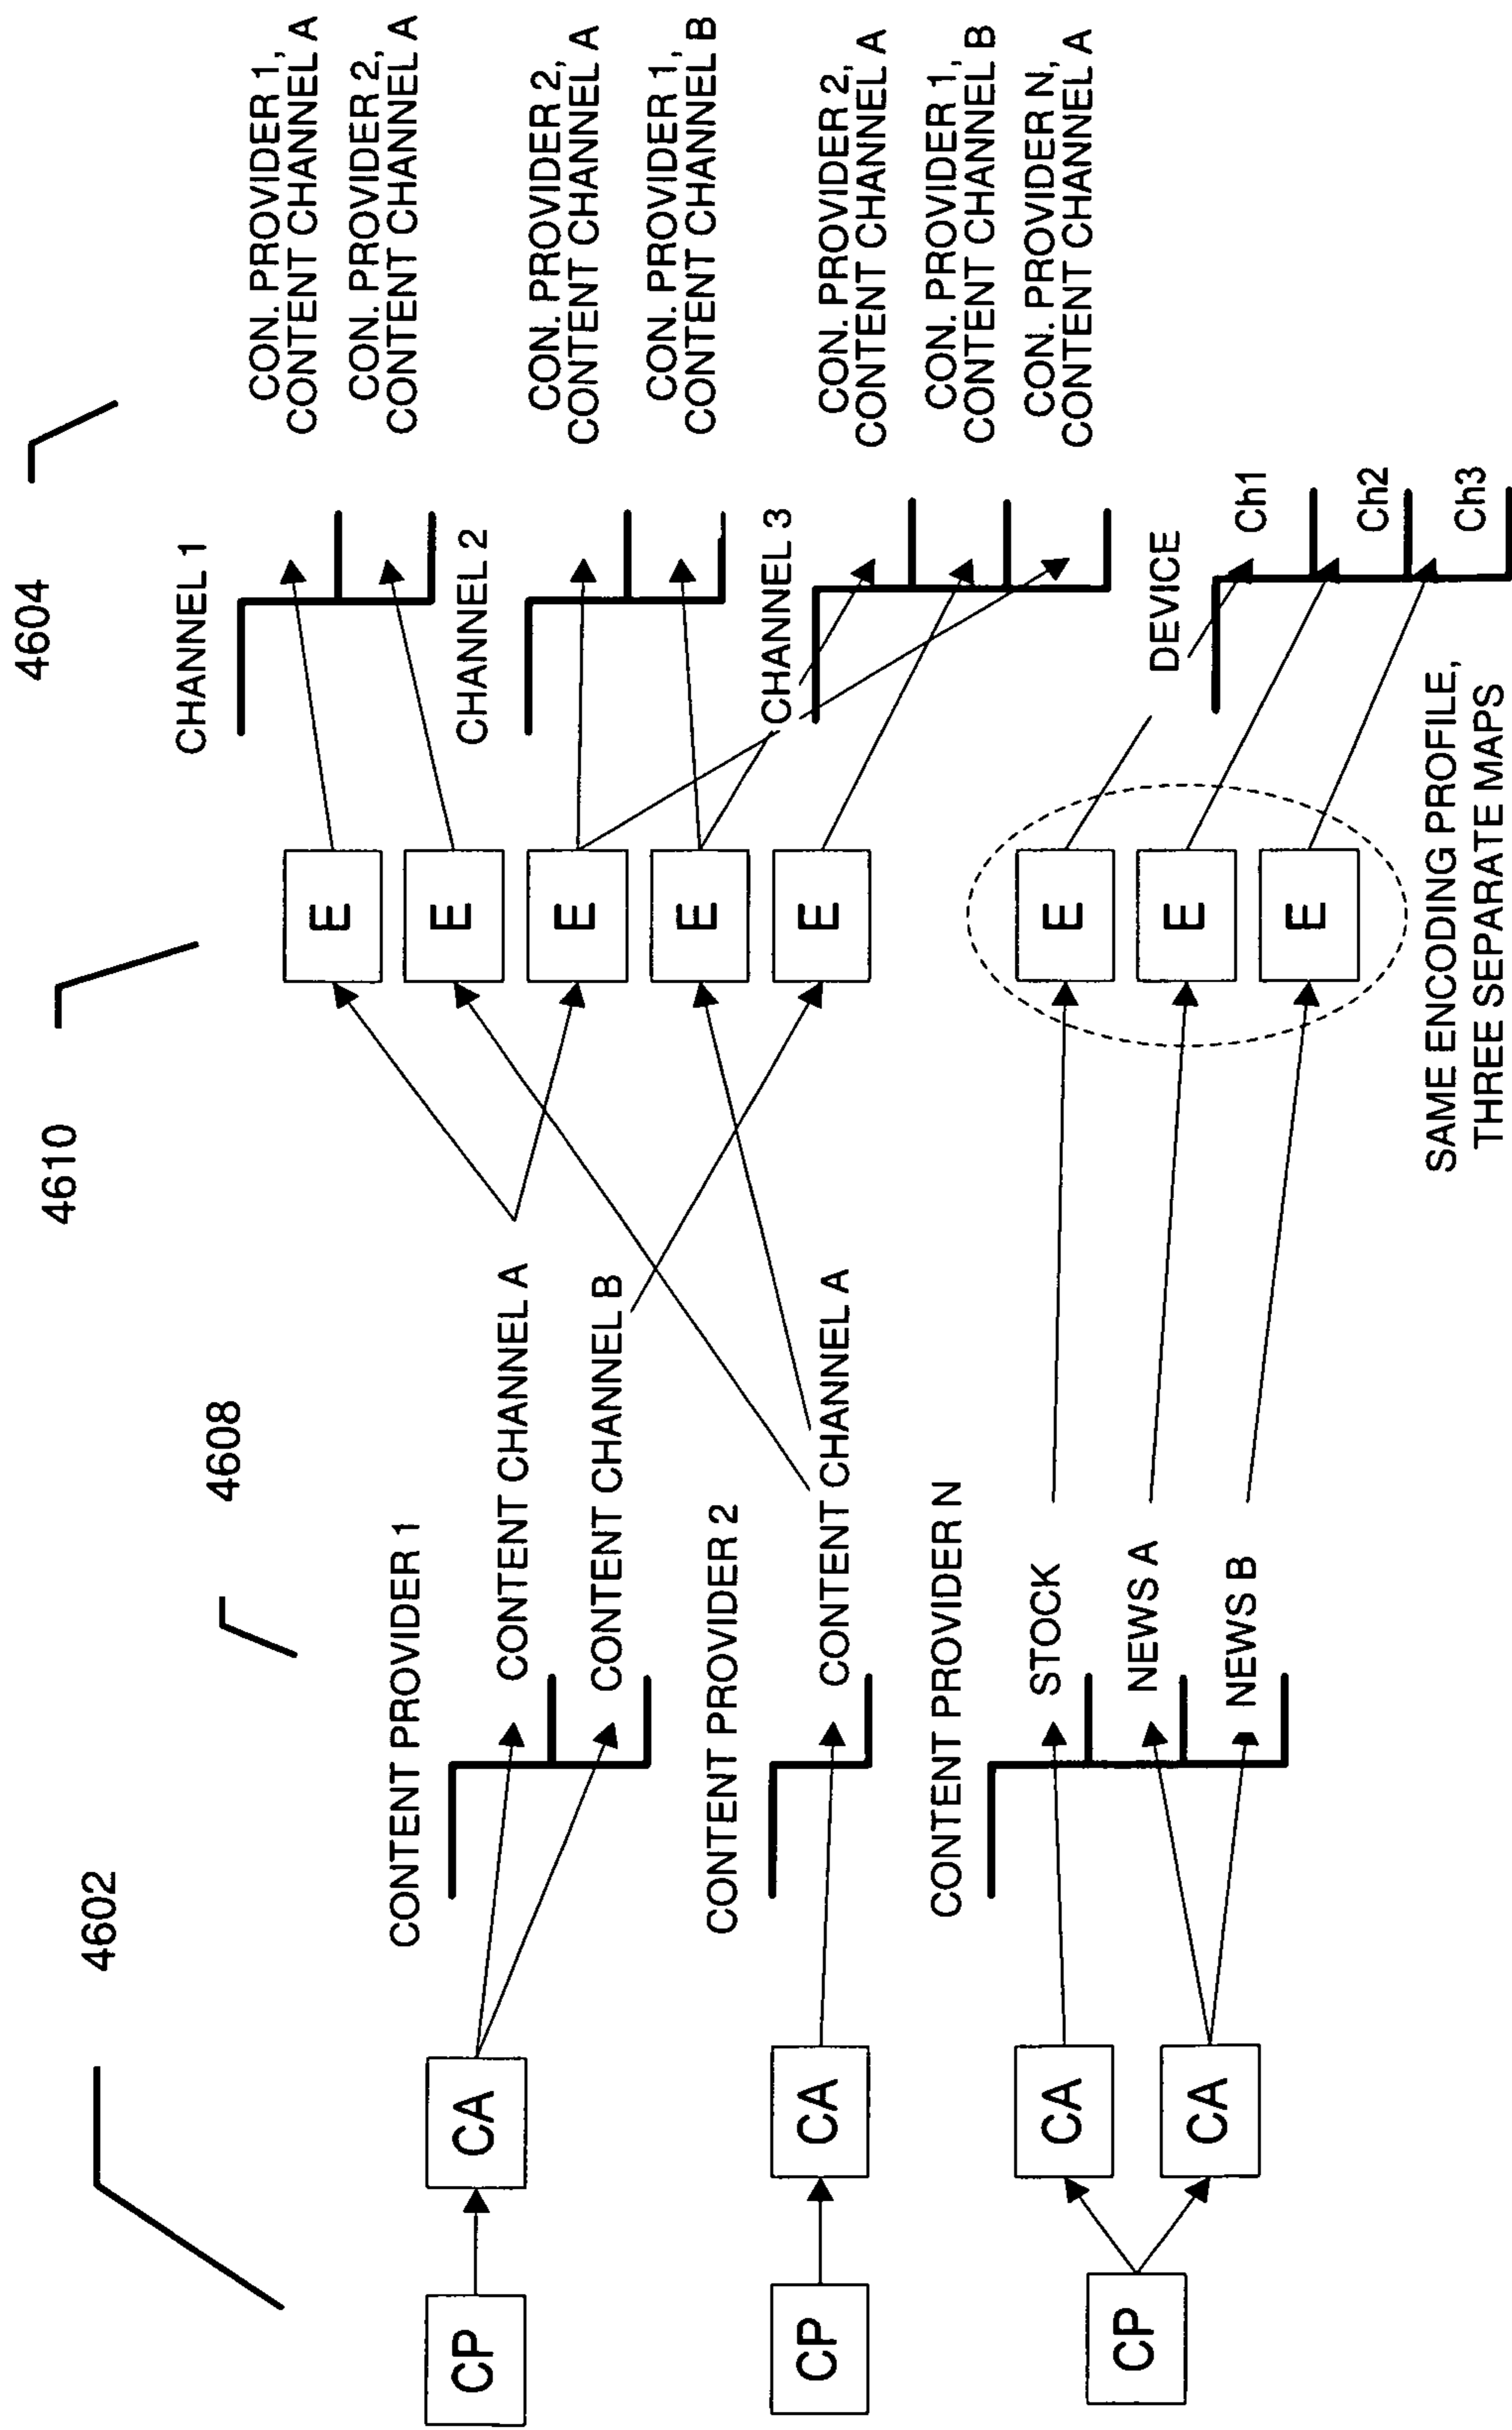 4602
4608
4610
4604
CP
CP
CP
CA
CA
CA
CA
CONTENT PROVIDER 1
CONTENT CHANNEL A
CONTENT CHANNEL B
CONTENT PROVIDER 2
CONTENT CHANNEL A
CONTENT PROVIDER N
STOCK
NEWS A
NEWS B
E
E
E
E
E
E
E
E
SAME ENCODING PROFILE,
THREE SEPARATE MAPS
CHANNEL 1
CON. PROVIDER 1,
CONTENT CHANNEL A
CON. PROVIDER 2,
CONTENT CHANNEL A
CHANNEL 2
CON. PROVIDER 2,
CONTENT CHANNEL A
CON. PROVIDER 1,
CONTENT CHANNEL B
CHANNEL 3
CON. PROVIDER 2,
CONTENT CHANNEL A
CON. PROVIDER 1,
CONTENT CHANNEL B
CON. PROVIDER N,
CONTENT CHANNEL A
DEVICE
Ch1
Ch2
Ch3